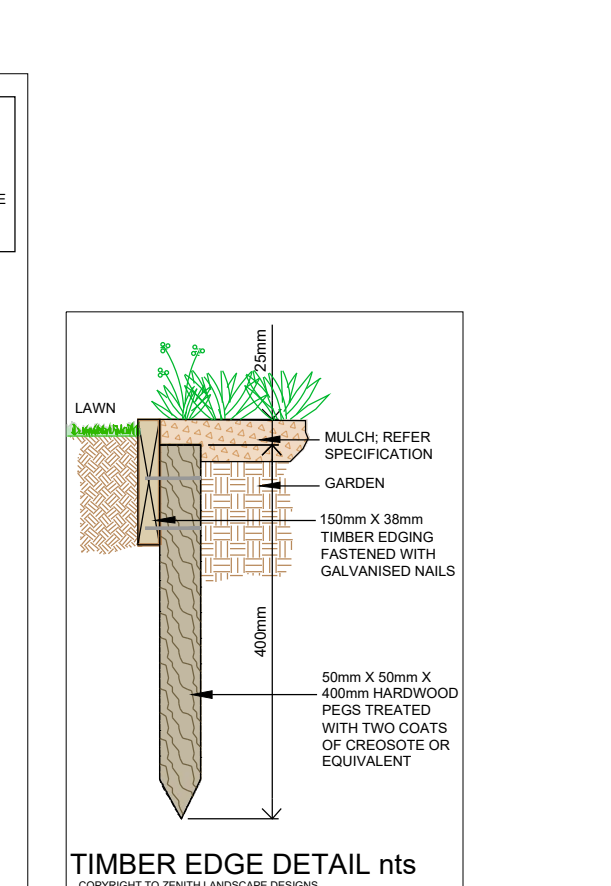 E
25mm
LAWN
MULCH; REFER
SPECIFICATION
GARDEN
150mm X 38mm
TIMBER EDGING
FASTENED WITH
GALVANISED NAILS
400mm
50mm X 50mm X
400mm HARDWOOD
PEGS TREATED
WITH TWO COATS
OF CREOSOTE OR
EQUIVALENT
TIMBER EDGE DETAIL nts
COPYRIGHT TO ZENITH LANDSCAPE DESIGNS